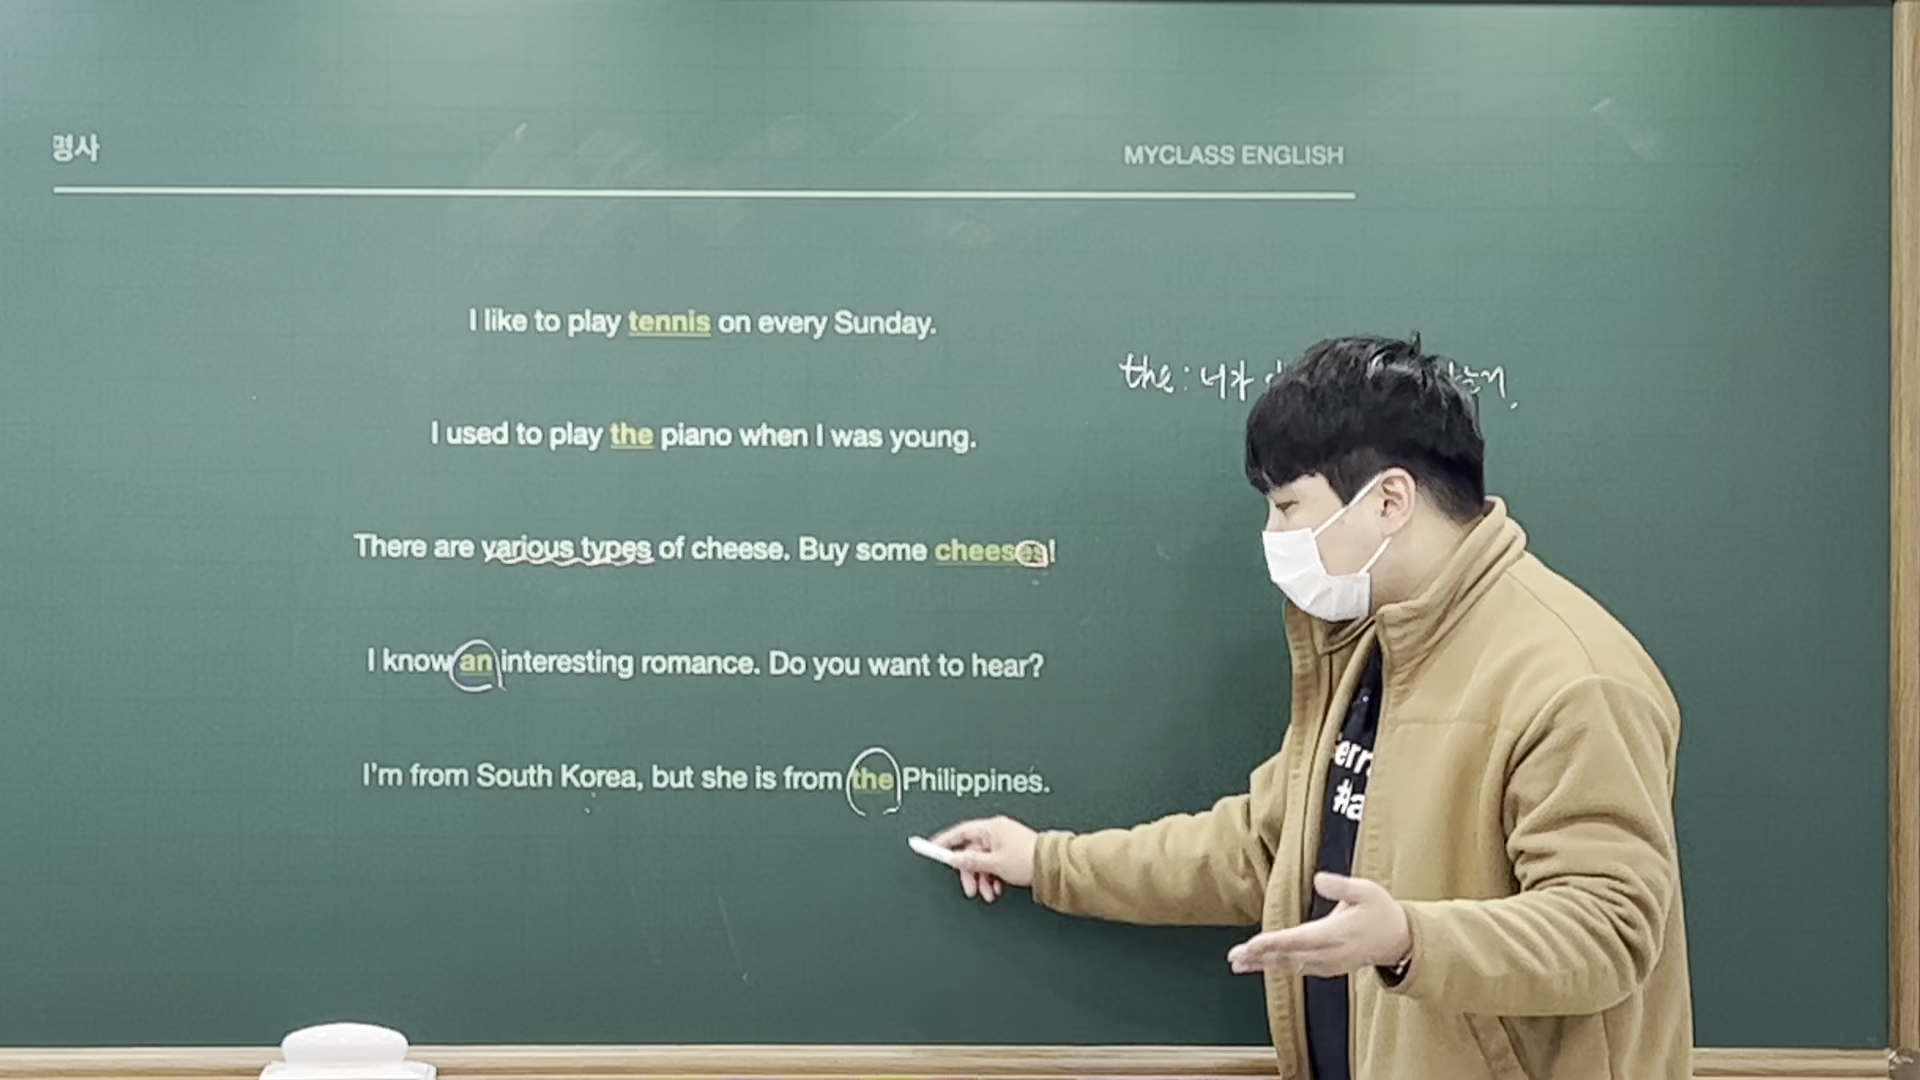 명사
MYCLASS ENGLISH
I like to play tennis on every Sunday.
the : 너가
I used to play the piano when I was young.
There are various types of cheese. Buy some cheeses!
I know an interesting romance. Do you want to hear?
I'm from South Korea, but she is from the Philippines.